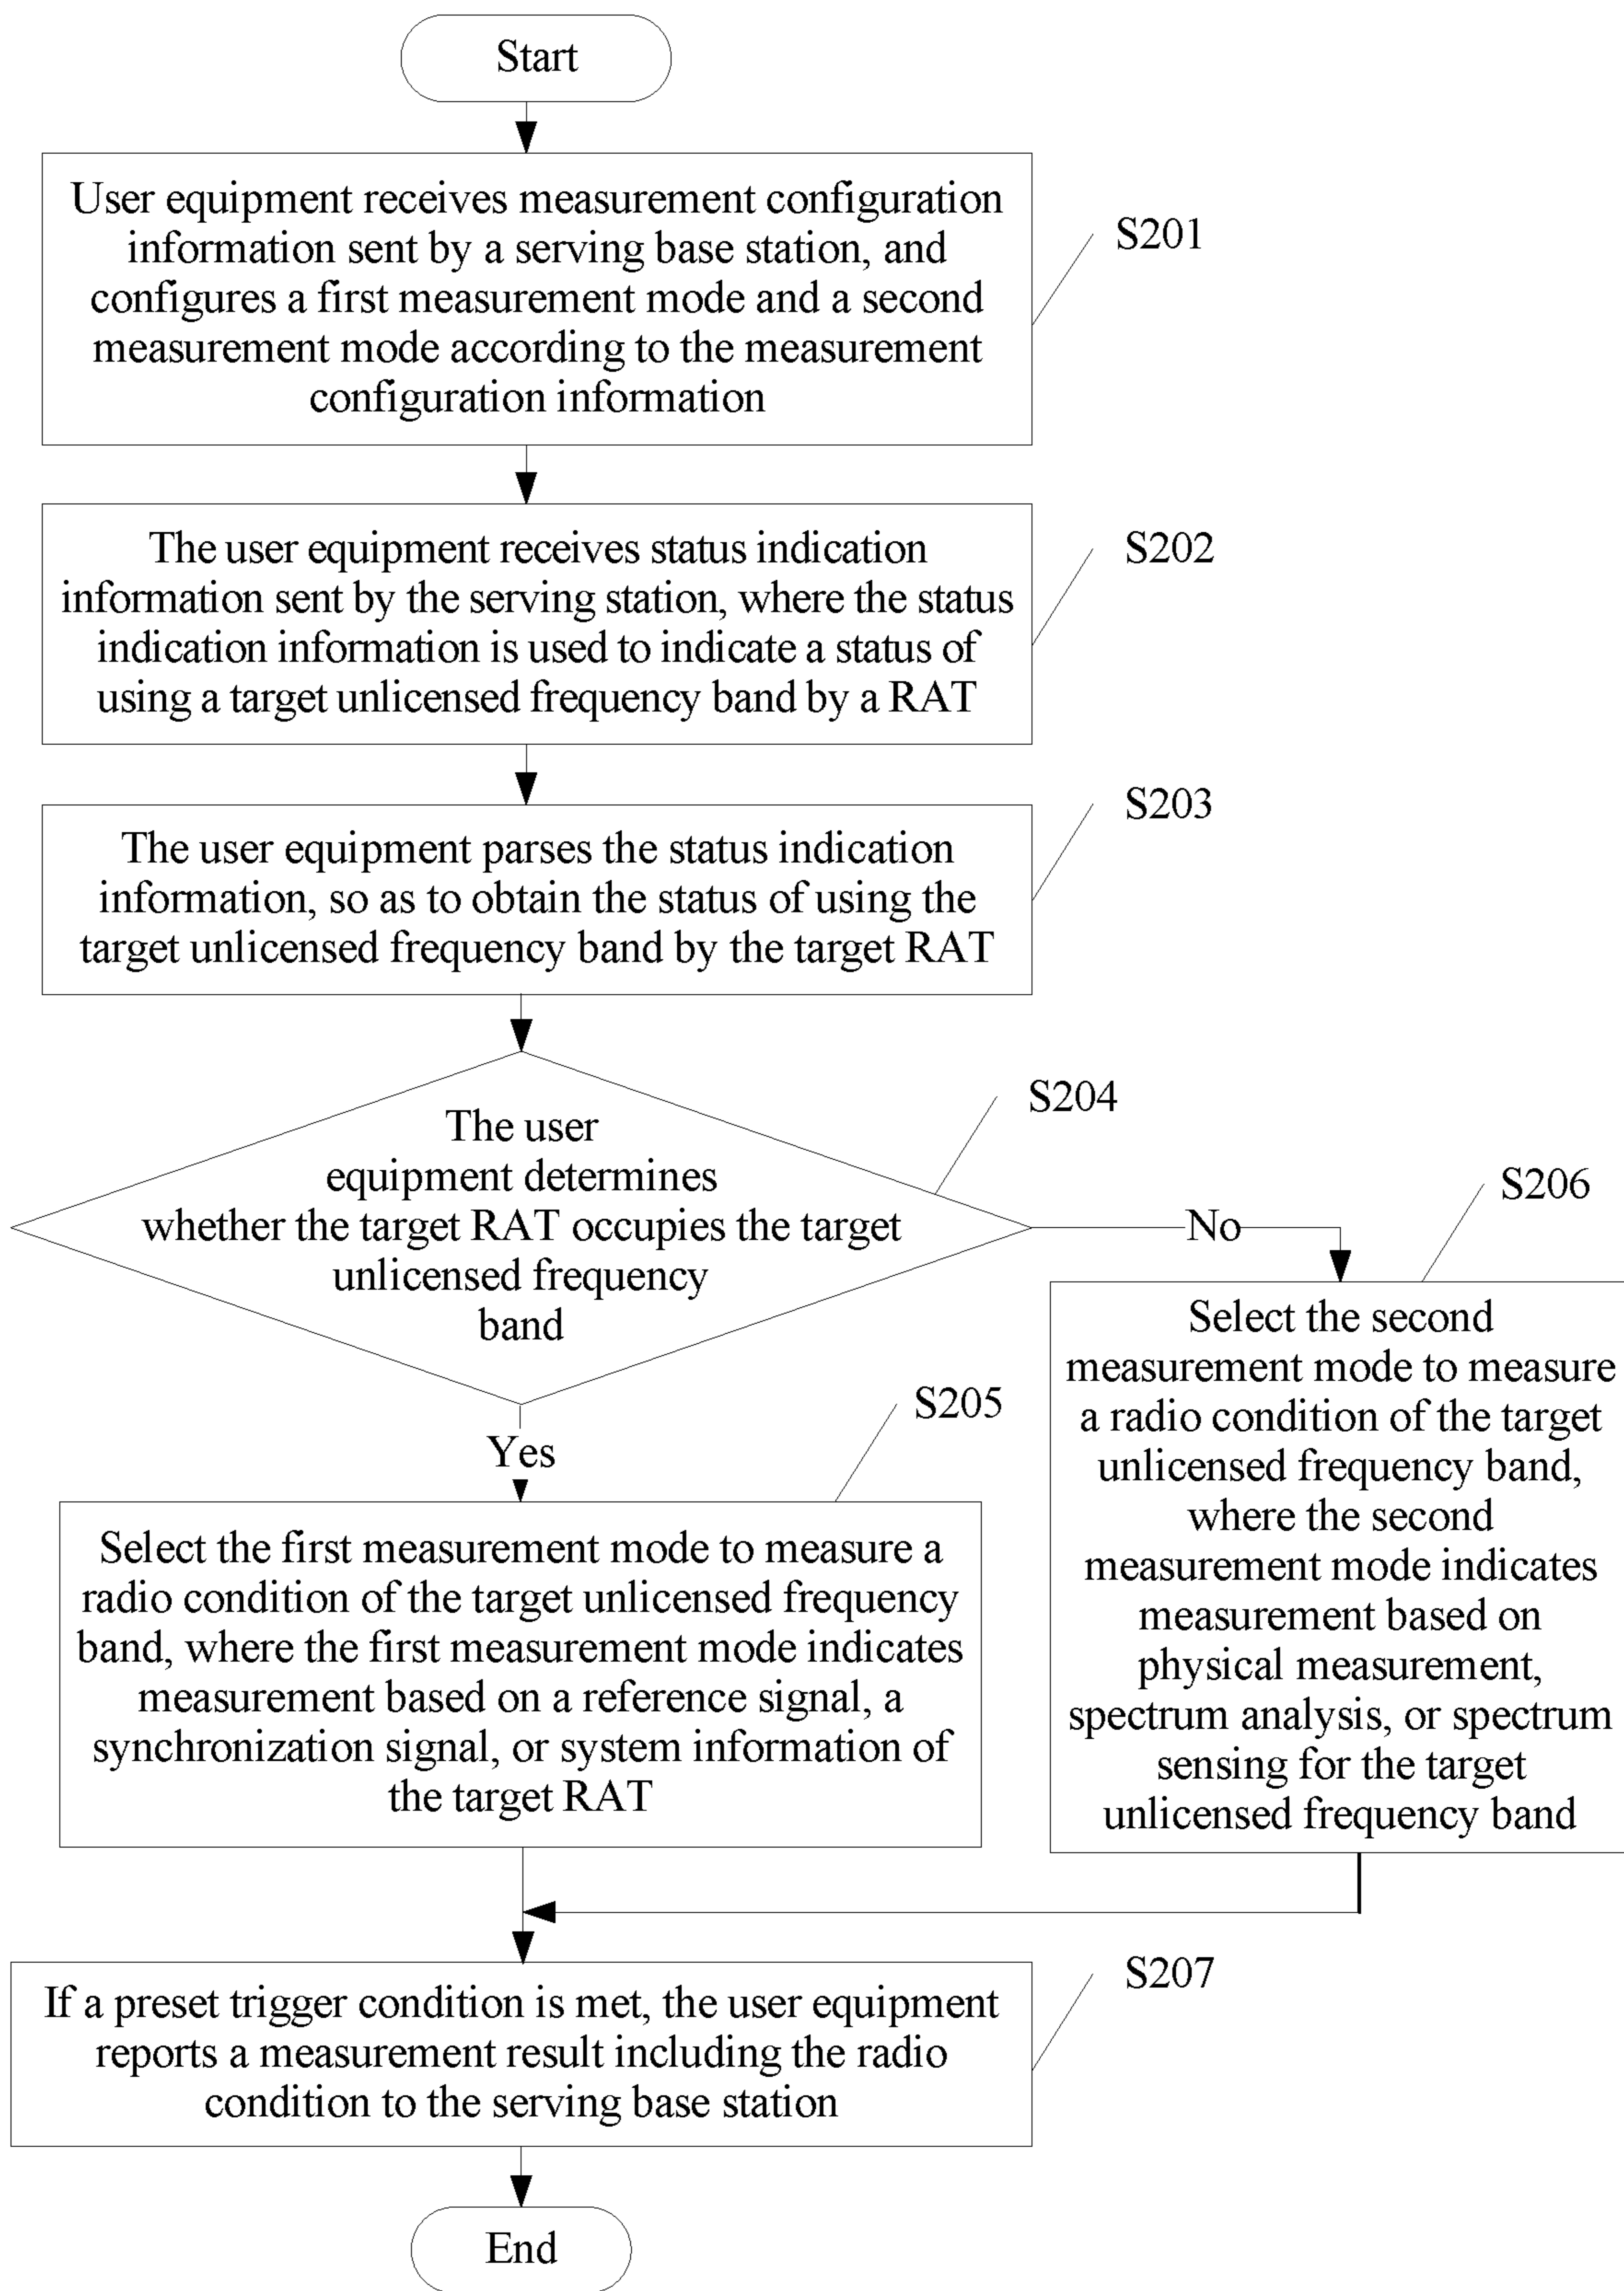 Start
User equipment receives measurement configuration
information sent by a serving base station, and
configures a first measurement mode and a second
measurement mode according to the measurement
configuration information
S201
The user equipment receives status indication
information sent by the serving station, where the status
indication information is used to indicate a status of
using a target unlicensed frequency band by a RAT
S202
The user equipment parses the status indication
information, so as to obtain the status of using the
target unlicensed frequency band by the target RAT
S203
The user
equipment determines
whether the target RAT occupies the target
unlicensed frequency
band
S204
No
S206
Select the second
measurement mode to measure
a radio condition of the target
unlicensed frequency band,
where the second
measurement mode indicates
measurement based on
physical measurement,
spectrum analysis, or spectrum
sensing for the target
unlicensed frequency band
Yes
S205
Select the first measurement mode to measure a
radio condition of the target unlicensed frequency
band, where the first measurement mode indicates
measurement based on a reference signal, a
synchronization signal, or system information of
the target RAT
If a preset trigger condition is met, the user equipment
reports a measurement result including the radio
condition to the serving base station
S207
End